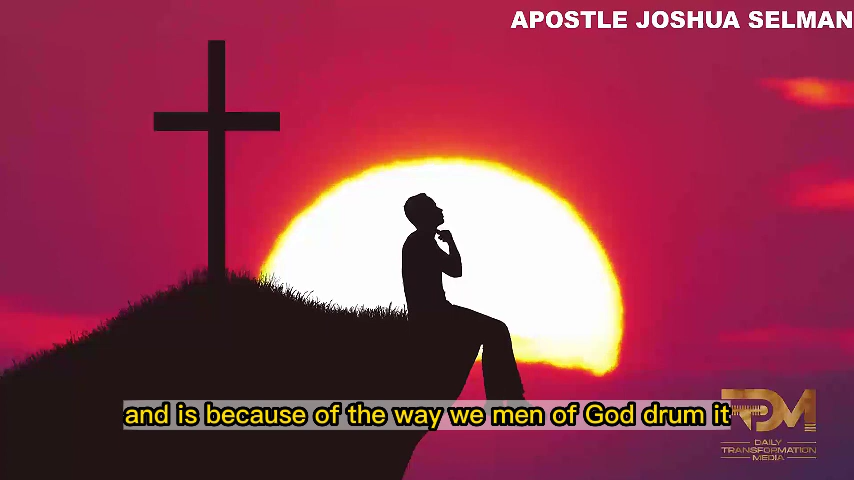 APOSTLE JOSHUA SELMAN
and is because of the way we men of God drum it
DAILY
TRANSFORMATION
MEDIA